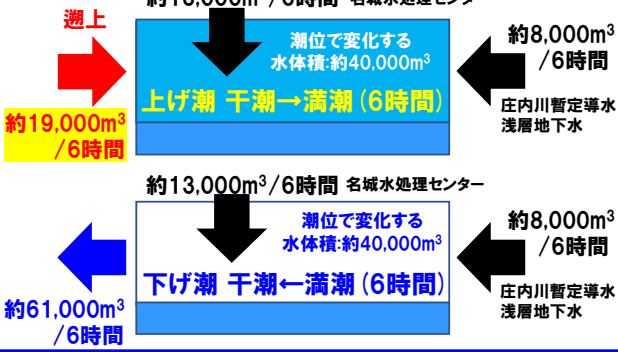 遡上
潮位で変化する
水体積:約40,000m³
約8,000m³
/6時間
上げ潮 干潮→満潮(6時間)
庄内川暫定導水
浅層地下水
約19,000m³
/6時間
約13,000m³/6時間 名城水処理センター
潮位で変化する
水体積:約40,000m³
約8,000m³
/6時間
下げ潮 干潮←満潮(6時間)
庄内川暫定導水
浅層地下水
約61,000m³
/6時間